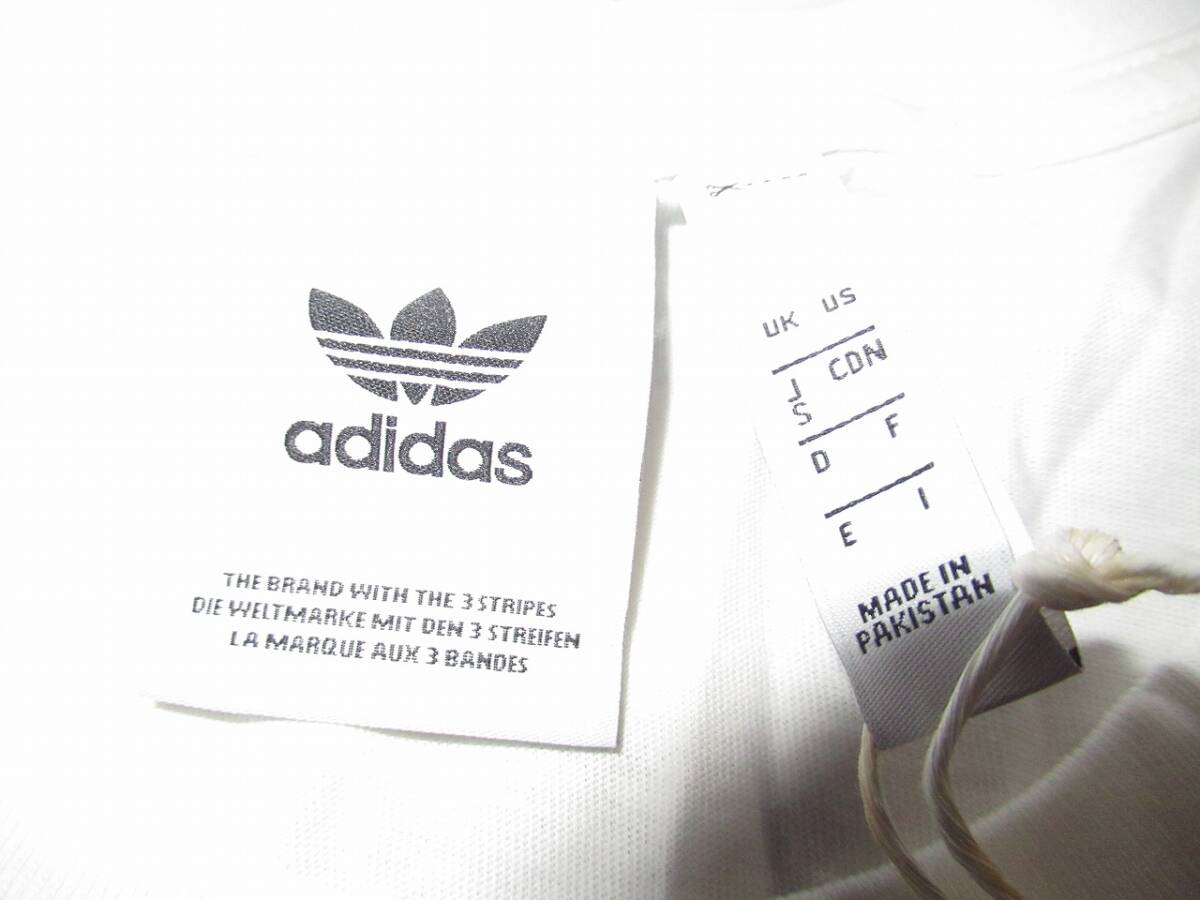 adidas
THE BRAND WITH THE 3 STRIPES
DIE WELTMARKE MIT DEN 3 STREIFEN
LA MARQUE AUX 3 BANDES
UK US
J CDN
S
D F
E I
MADE IN
PAKISTAN